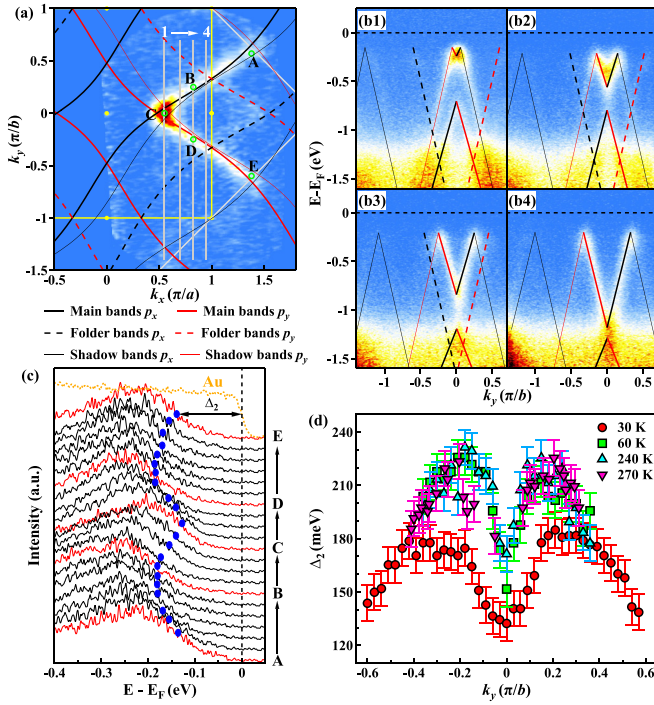 (a)
1 → 4
A
B
C
D
E
k_y (π/b)
1
0.5
0
-0.5
-1
-1.5
-0.5 0 0.5 1 1.5
k_x (π/a)
Main bands p_x Main bands p_y
Folder bands p_x Folder bands p_y
Shadow bands p_x Shadow bands p_y
(b1) (b2)
(b3) (b4)
E-E_F (eV)
0
-0.5
-1
-1.5
0
-0.5
-1
-1.5
-1 0 1 -1 0 1
k_y (π/b)
(c)
Au
Δ_2
E
D
C
B
A
Intensity (a.u.)
-0.4 -0.3 -0.2 -0.1 0
E - E_F (eV)
(d)
30 K
60 K
240 K
270 K
Δ_2 (meV)
240
210
180
150
120
-0.6 -0.4 -0.2 0 0.2 0.4 0.6
k_y (π/b)